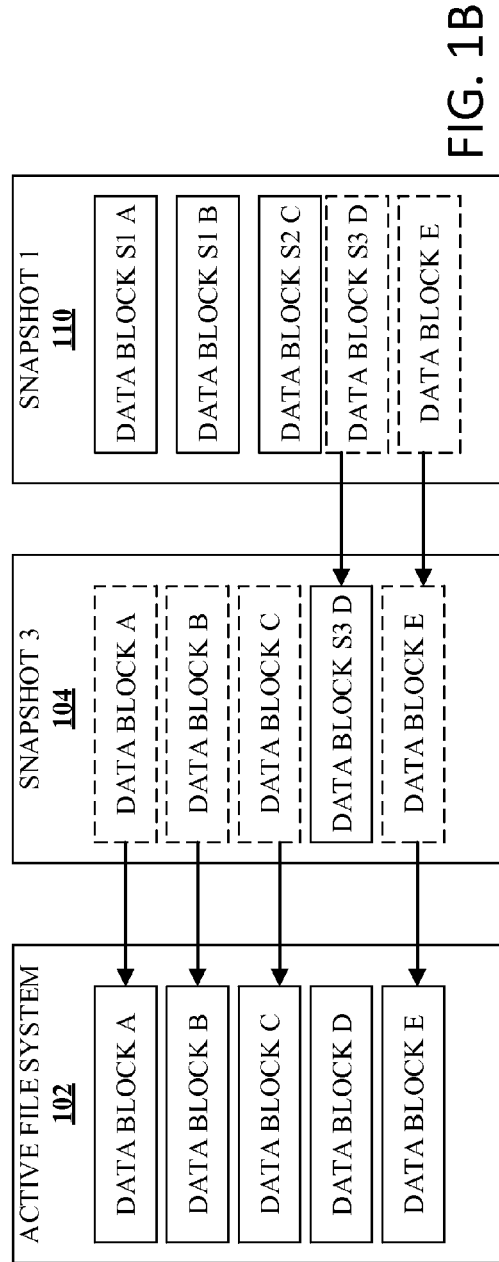 ACTIVE FILE SYSTEM
102
DATA BLOCK A
DATA BLOCK B
DATA BLOCK C
DATA BLOCK D
DATA BLOCK E
SNAPSHOT 3
104
DATA BLOCK A
DATA BLOCK B
DATA BLOCK C
DATA BLOCK S3 D
DATA BLOCK E
SNAPSHOT 1
110
DATA BLOCK S1 A
DATA BLOCK S1 B
DATA BLOCK S2 C
DATA BLOCK S3 D
DATA BLOCK E
FIG. 1B